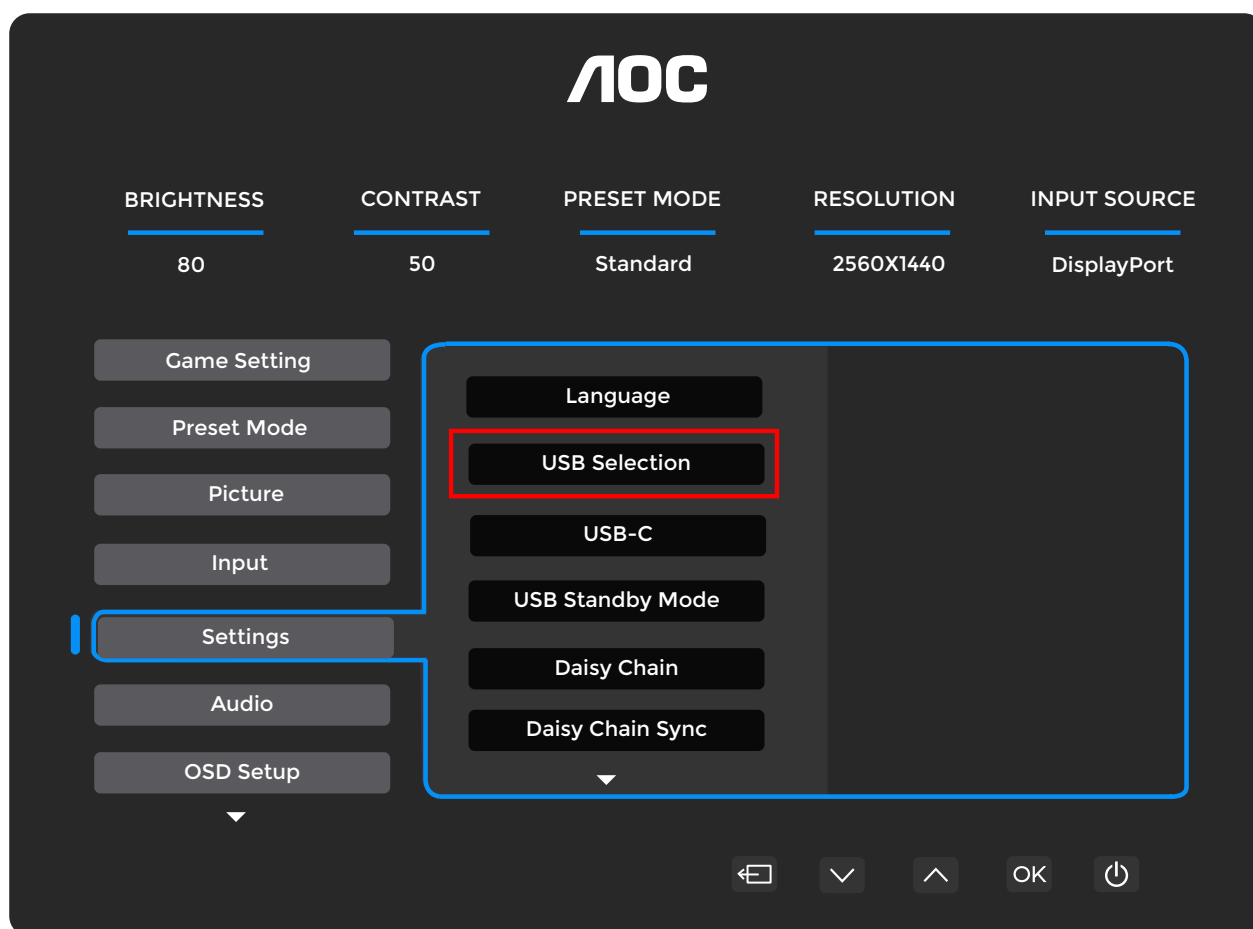 AOC
BRIGHTNESS CONTRAST PRESET MODE RESOLUTION INPUT SOURCE
80 50 Standard 2560X1440 DisplayPort
Game Setting
Preset Mode
Picture
Input
Settings
Audio
OSD Setup
Language
USB Selection
USB-C
USB Standby Mode
Daisy Chain
Daisy Chain Sync
OK